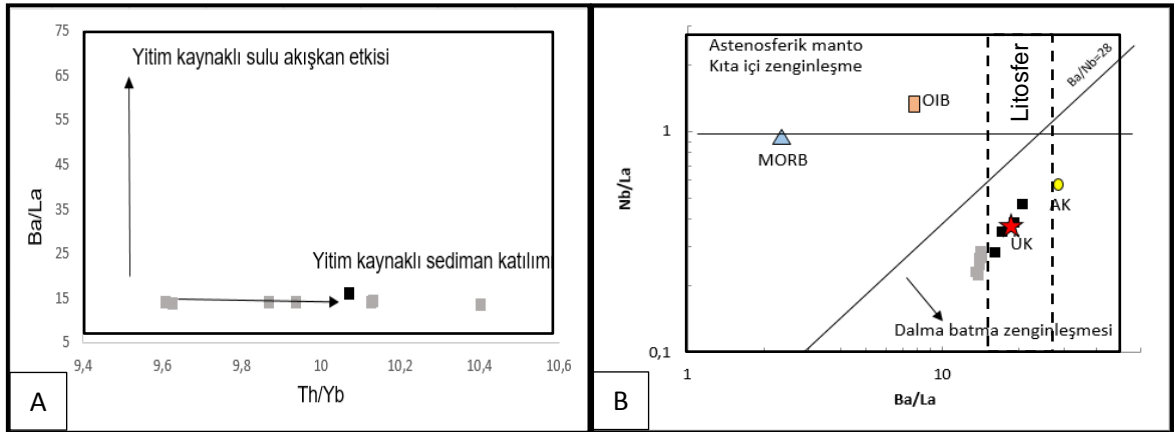 75
65
55
45
35
25
15
5
Ba/La
Yitim kaynaklı sulu akışkan etkisi
Yitim kaynaklı sediman katılım
9,4
9,6
9,8
10
10,2
10,4
10,6
Th/Yb
A
Astenosferik manto
Kıta içi zenginleşme
Litosfer
Ba/Nb=28
OIB
MORB
AK
ÜK
Dalma batma zenginleşmesi
1
0,1
Nb/La
1
10
Ba/La
B